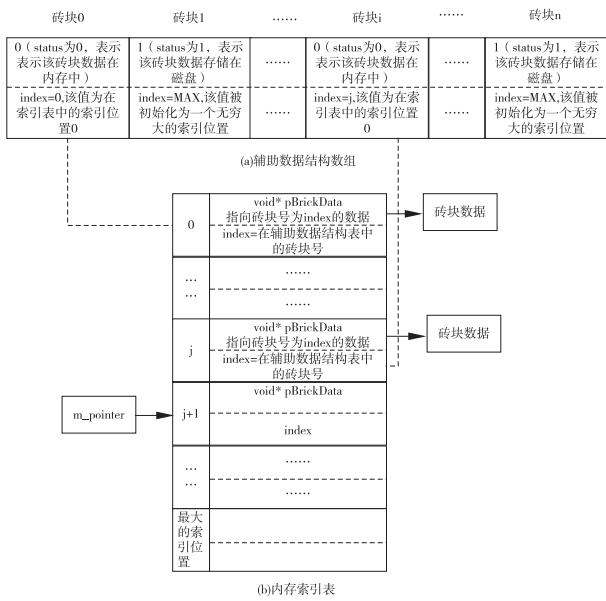 砖块0 砖块1 …… 砖块i …… 砖块n
0（status为0，表示 1（status为1，表示 0（status为0，表示 1（status为1，表示
表示该砖块数据在 该砖块数据存储在 …… 表示该砖块数据在 …… 该砖块数据存储在
内存中） 磁盘） 内存中） 磁盘）
index=0,该值为在 index=MAX,该值被 index=j,该值为在 index=MAX,该值被
索引表中的索引位 初始化为一个无穷 …… 索引表中的索引位 …… 初始化为一个无穷
置0 大的索引位置 0 大的索引位置
(a)辅助数据结构数组
0
void* pBrickData
指向砖块号为index的数据
index=在辅助数据结构表中
的砖块号
砖块数据
…
…
……
……
j
void* pBrickData
指向砖块号为index的数据
index=在辅助数据结构表中
的砖块号
砖块数据
m_pointer
j+1
void* pBrickData
index
…
…
……
……
最大
的索
引位
置
(b)内存索引表